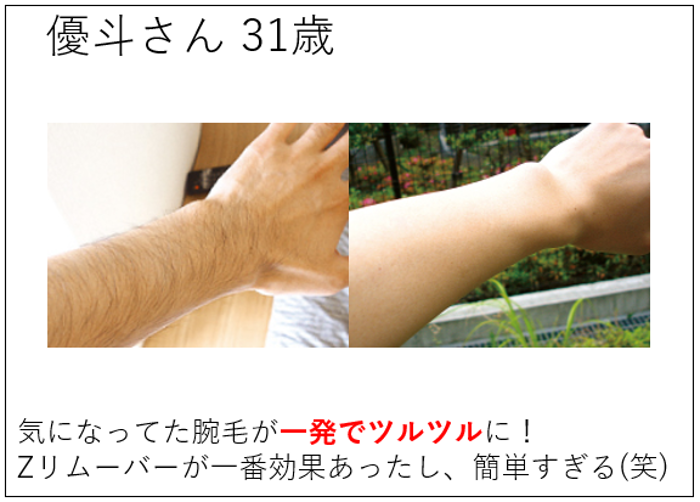 優斗さん 31歳
気になってた腕毛が一発でツルツルに！
Zリムーバーが一番効果あったし、簡単すぎる(笑)